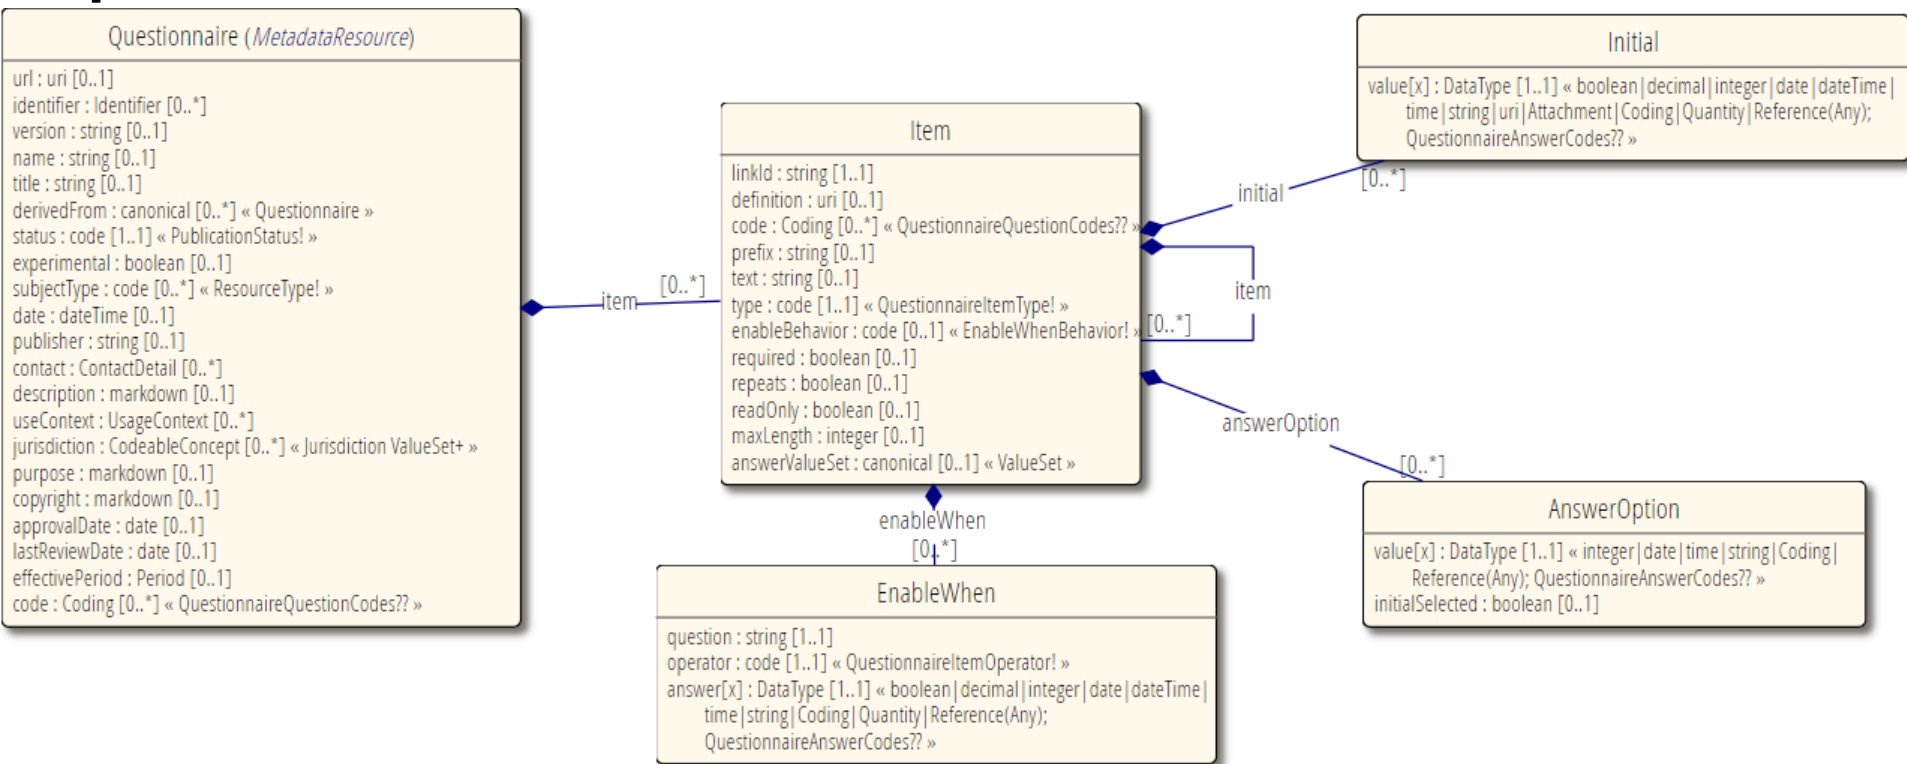 Questionnaire (MetadataResource)
url : uri [0..1]
identifier : Identifier [0..*]
version : string [0..1]
name : string [0..1]
title : string [0..1]
derivedFrom : canonical [0..*] « Questionnaire »
status : code [1..1] « PublicationStatus! »
experimental : boolean [0..1]
subjectType : code [0..*] « ResourceType! »
date : dateTime [0..1]
publisher : string [0..1]
contact : ContactDetail [0..*]
description : markdown [0..1]
useContext : UsageContext [0..*]
jurisdiction : CodeableConcept [0..*] « Jurisdiction ValueSet+ »
purpose : markdown [0..1]
copyright : markdown [0..1]
approvalDate : date [0..1]
lastReviewDate : date [0..1]
effectivePeriod : Period [0..1]
code : Coding [0..*] « QuestionnaireQuestionCodes?? »
item
[0..*]
Item
linkId : string [1..1]
definition : uri [0..1]
code : Coding [0..*] « QuestionnaireQuestionCodes?? »
prefix : string [0..1]
text : string [0..1]
type : code [1..1] « QuestionnaireItemType! »
enableBehavior : code [0..1] « EnableWhenBehavior! »
required : boolean [0..1]
repeats : boolean [0..1]
readOnly : boolean [0..1]
maxLength : integer [0..1]
answerValueSet : canonical [0..1] « ValueSet »
initial
[0..*]
item
[0..*]
answerOption
[0..*]
enableWhen
[0..*]
Initial
value[x] : DataType [1..1] « boolean|decimal|integer|date|dateTime|
time|string|uri|Attachment|Coding|Quantity|Reference(Any);
QuestionnaireAnswerCodes?? »
AnswerOption
value[x] : DataType [1..1] « integer|date|time|string|Coding|
Reference(Any); QuestionnaireAnswerCodes?? »
initialSelected : boolean [0..1]
EnableWhen
question : string [1..1]
operator : code [1..1] « QuestionnaireItemOperator! »
answer[x] : DataType [1..1] « boolean|decimal|integer|date|dateTime|
time|string|Coding|Quantity|Reference(Any);
QuestionnaireAnswerCodes?? »